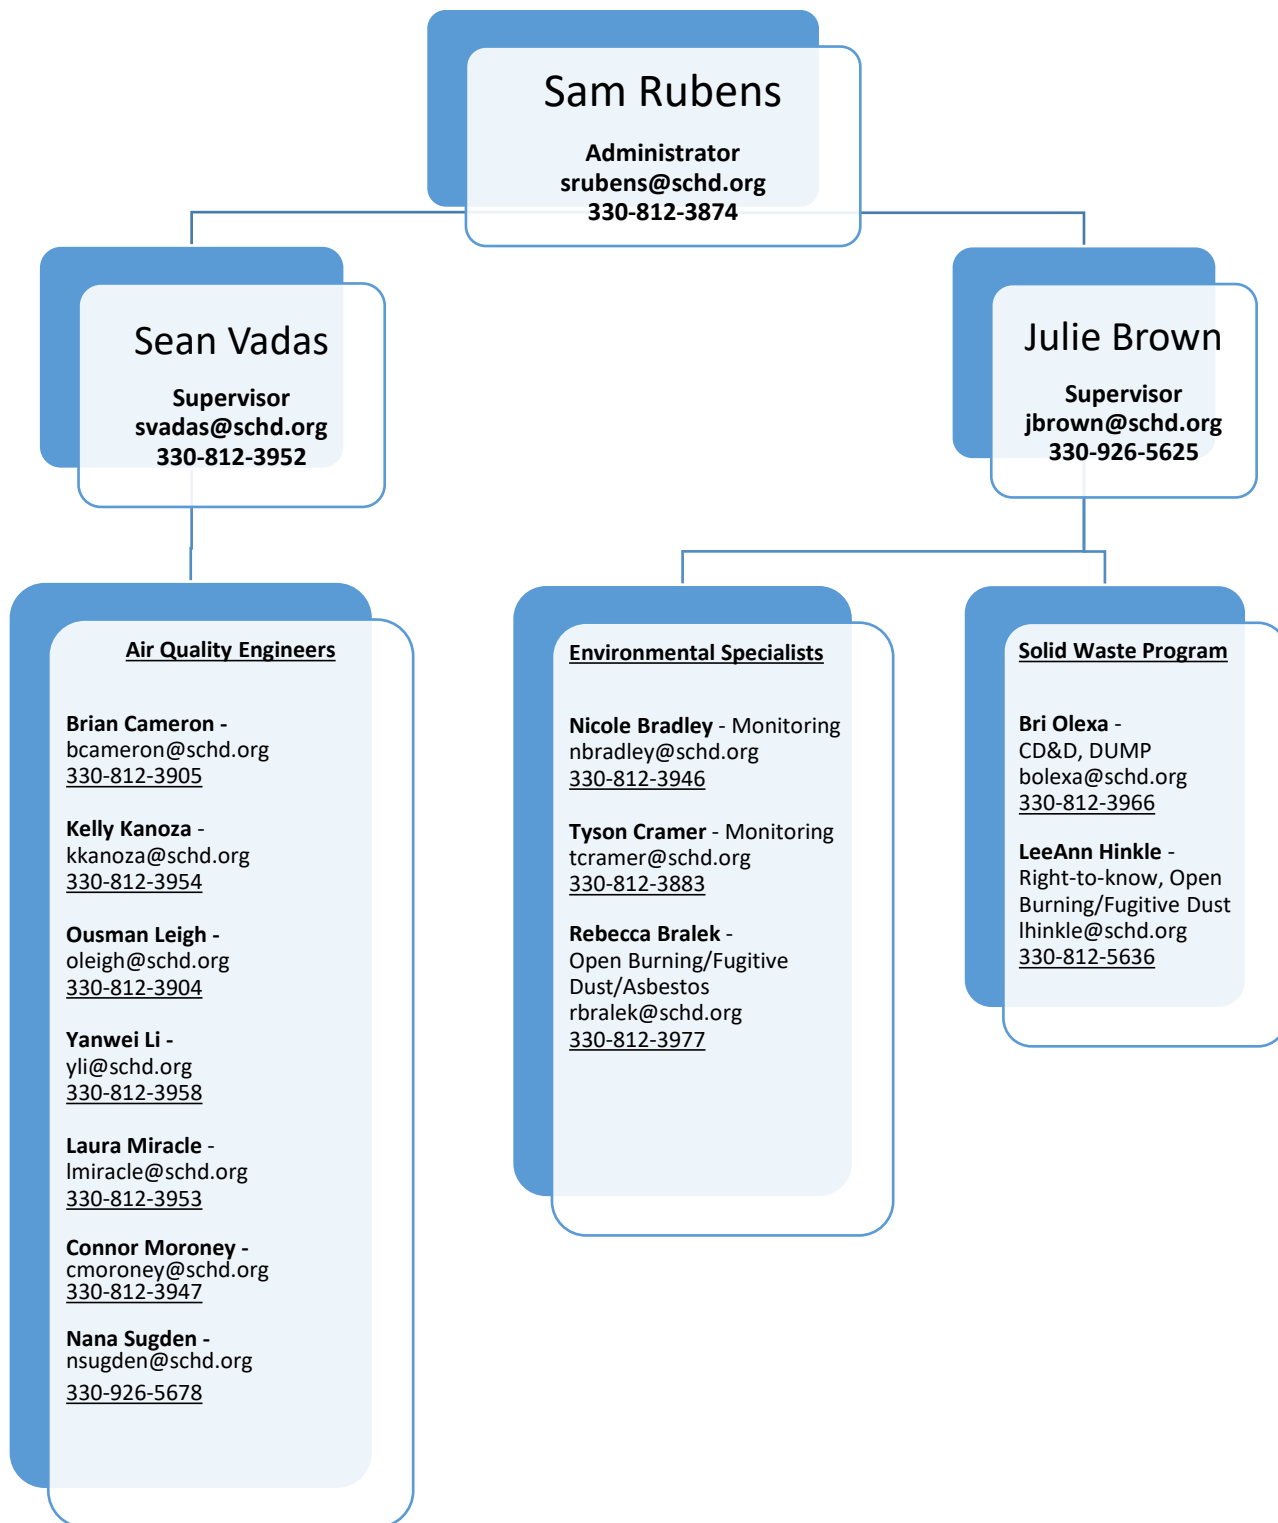 Sam Rubens
Administrator
srubens@schd.org
330-812-3874
Sean Vadas
Supervisor
svadas@schd.org
330-812-3952
Julie Brown
Supervisor
jbrown@schd.org
330-926-5625
Air Quality Engineers
Brian Cameron -
bcameron@schd.org
330-812-3905
Kelly Kanoza -
kkanoza@schd.org
330-812-3954
Ousman Leigh -
oleigh@schd.org
330-812-3904
Yanwei Li -
yli@schd.org
330-812-3958
Laura Miracle -
lmiracle@schd.org
330-812-3953
Connor Moroney -
cmoroney@schd.org
330-812-3947
Nana Sugden -
nsugden@schd.org
330-926-5678
Environmental Specialists
Nicole Bradley - Monitoring
nbradley@schd.org
330-812-3946
Tyson Cramer - Monitoring
tcramer@schd.org
330-812-3883
Rebecca Bralek -
Open Burning/Fugitive
Dust/Asbestos
rbralek@schd.org
330-812-3977
Solid Waste Program
Bri Olexa -
CD&D, DUMP
bolexa@schd.org
330-812-3966
LeeAnn Hinkle -
Right-to-know, Open
Burning/Fugitive Dust
lhinkle@schd.org
330-812-5636